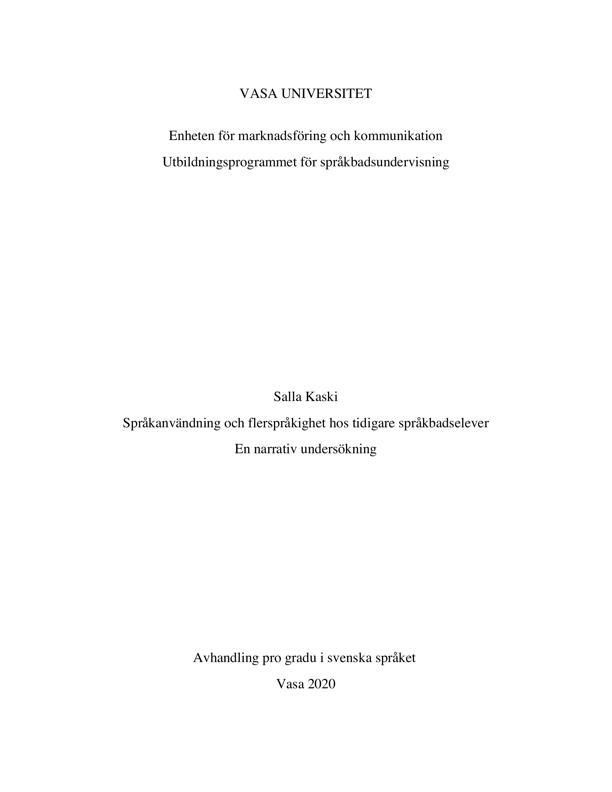 VASA UNIVERSITET
Enheten för marknadsföring och kommunikation
Utbildningsprogrammet för språkbadsundervisning
Salla Kaski
Språkanvändning och flerspråkighet hos tidigare språkbadselever
En narrativ undersökning
Avhandling pro gradu i svenska språket
Vasa 2020